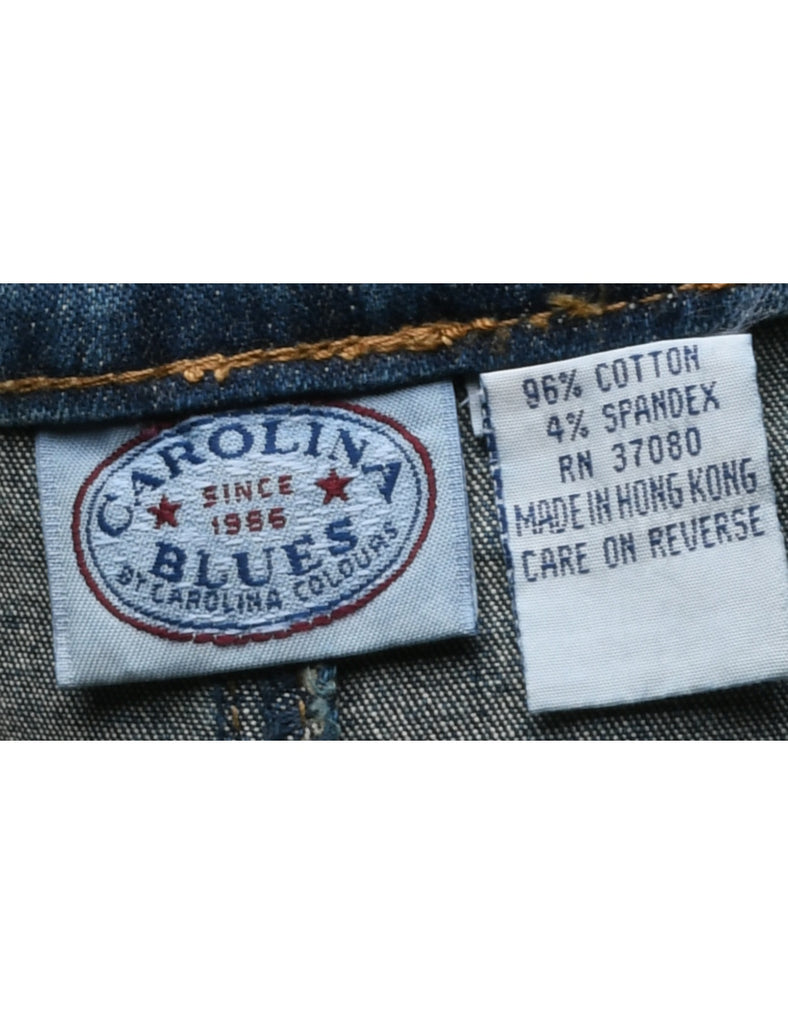 CAROLINA
SINCE
1986
BLUES
BY CAROLINA COLOURS
96% COTTON
4% SPANDEX
RN 37080
MADE IN HONG KONG
CARE ON REVERSE